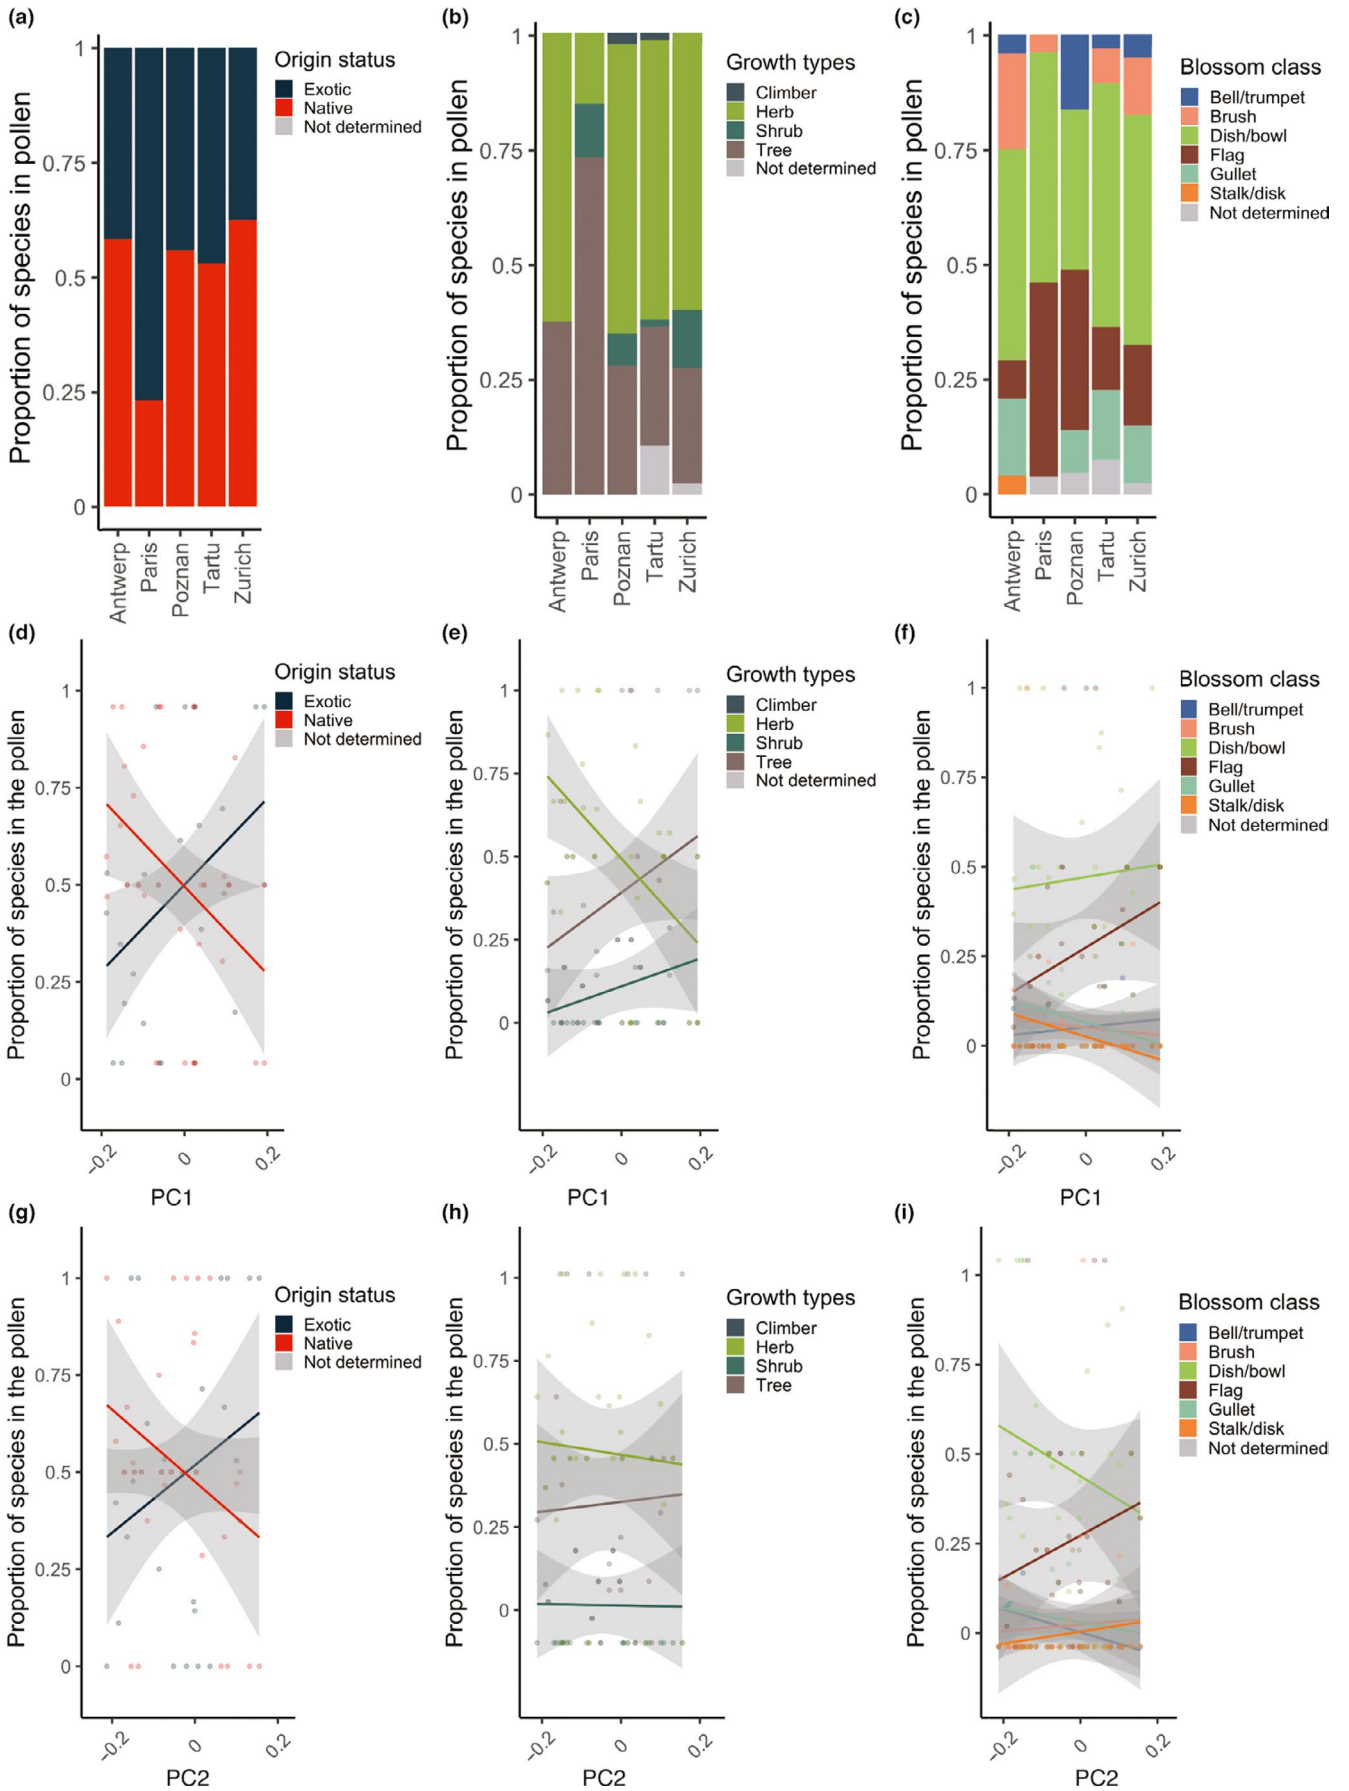 (a)
Proportion of species in pollen
1
0.75
0.5
0.25
0
Antwerp
Paris
Poznan
Tartu
Zurich
Origin status
Exotic
Native
Not determined
(b)
Proportion of species in pollen
1
0.75
0.5
0.25
0
Antwerp
Paris
Poznan
Tartu
Zurich
Growth types
Climber
Herb
Shrub
Tree
Not determined
(c)
Proportion of species in pollen
1
0.75
0.5
0.25
0
Antwerp
Paris
Poznan
Tartu
Zurich
Blossom class
Bell/trumpet
Brush
Dish/bowl
Flag
Gullet
Stalk/disk
Not determined
(d)
Proportion of species in the pollen
1
0.75
0.5
0.25
0
−0.2
0
0.2
PC1
Origin status
Exotic
Native
Not determined
(e)
Proportion of species in the pollen
1
0.75
0.5
0.25
0
−0.2
0
0.2
PC1
Growth types
Climber
Herb
Shrub
Tree
Not determined
(f)
Proportion of species in the pollen
1
0.75
0.5
0.25
0
−0.2
0
0.2
PC1
Blossom class
Bell/trumpet
Brush
Dish/bowl
Flag
Gullet
Stalk/disk
Not determined
(g)
Proportion of species in the pollen
1
0.75
0.5
0.25
0
−0.2
0
0.2
PC2
Origin status
Exotic
Native
Not determined
(h)
Proportion of species in the pollen
1
0.75
0.5
0.25
0
−0.2
0
0.2
PC2
Growth types
Climber
Herb
Shrub
Tree
(i)
Proportion of species in the pollen
1
0.75
0.5
0.25
0
−0.2
0
0.2
PC2
Blossom class
Bell/trumpet
Brush
Dish/bowl
Flag
Gullet
Stalk/disk
Not determined